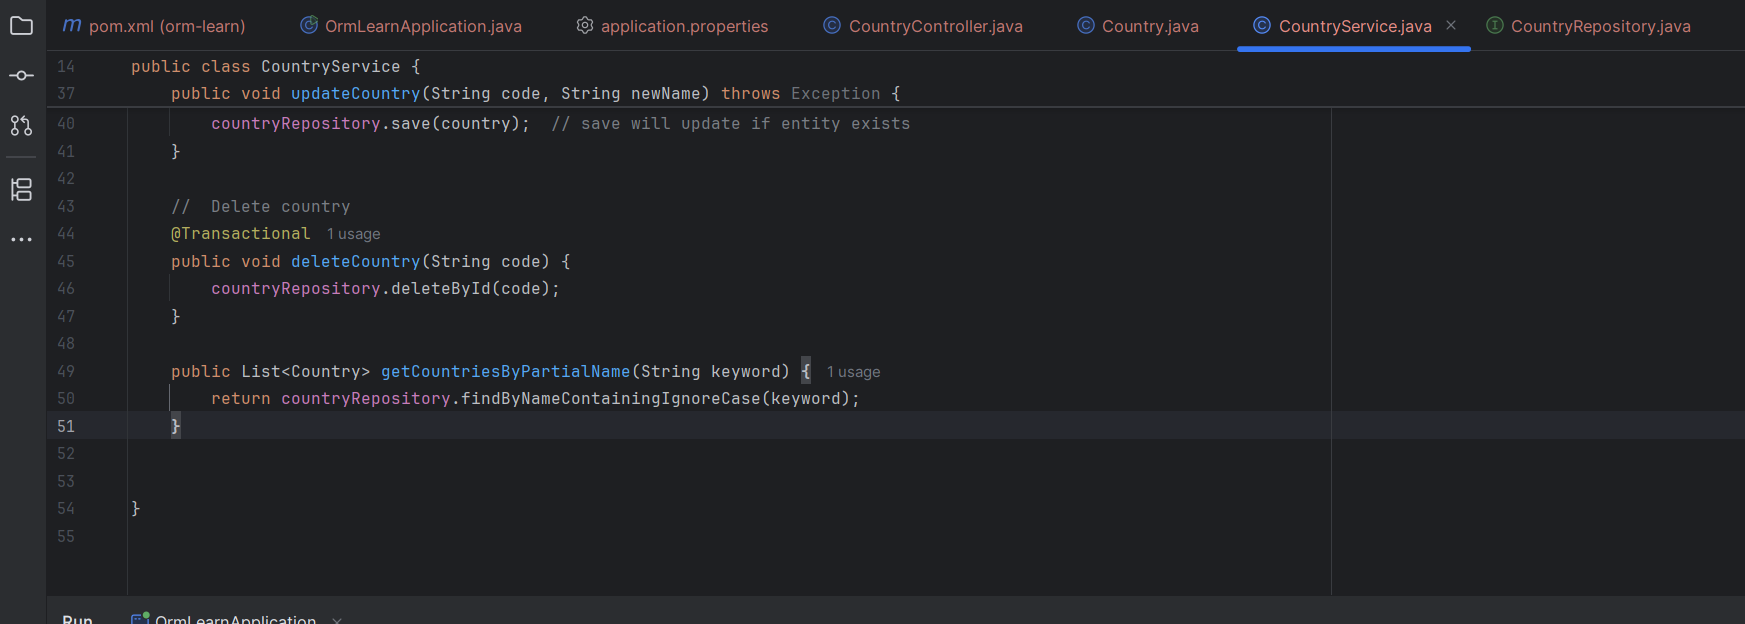 pom.xml (orm-learn) OrmLearnApplication.java application.properties CountryController.java Country.java CountryService.java CountryRepository.java
14 public class CountryService {
37 public void updateCountry(String code, String newName) throws Exception {
40 countryRepository.save(country);  // save will update if entity exists
41 }
42
43 //  Delete country
44 @Transactional 1 usage
45 public void deleteCountry(String code) {
46 countryRepository.deleteById(code);
47 }
48
49 public List<Country> getCountriesByPartialName(String keyword) { 1 usage
50 return countryRepository.findByNameContainingIgnoreCase(keyword);
51 }
52
53
54 }
55
Run OrmLearnApplication